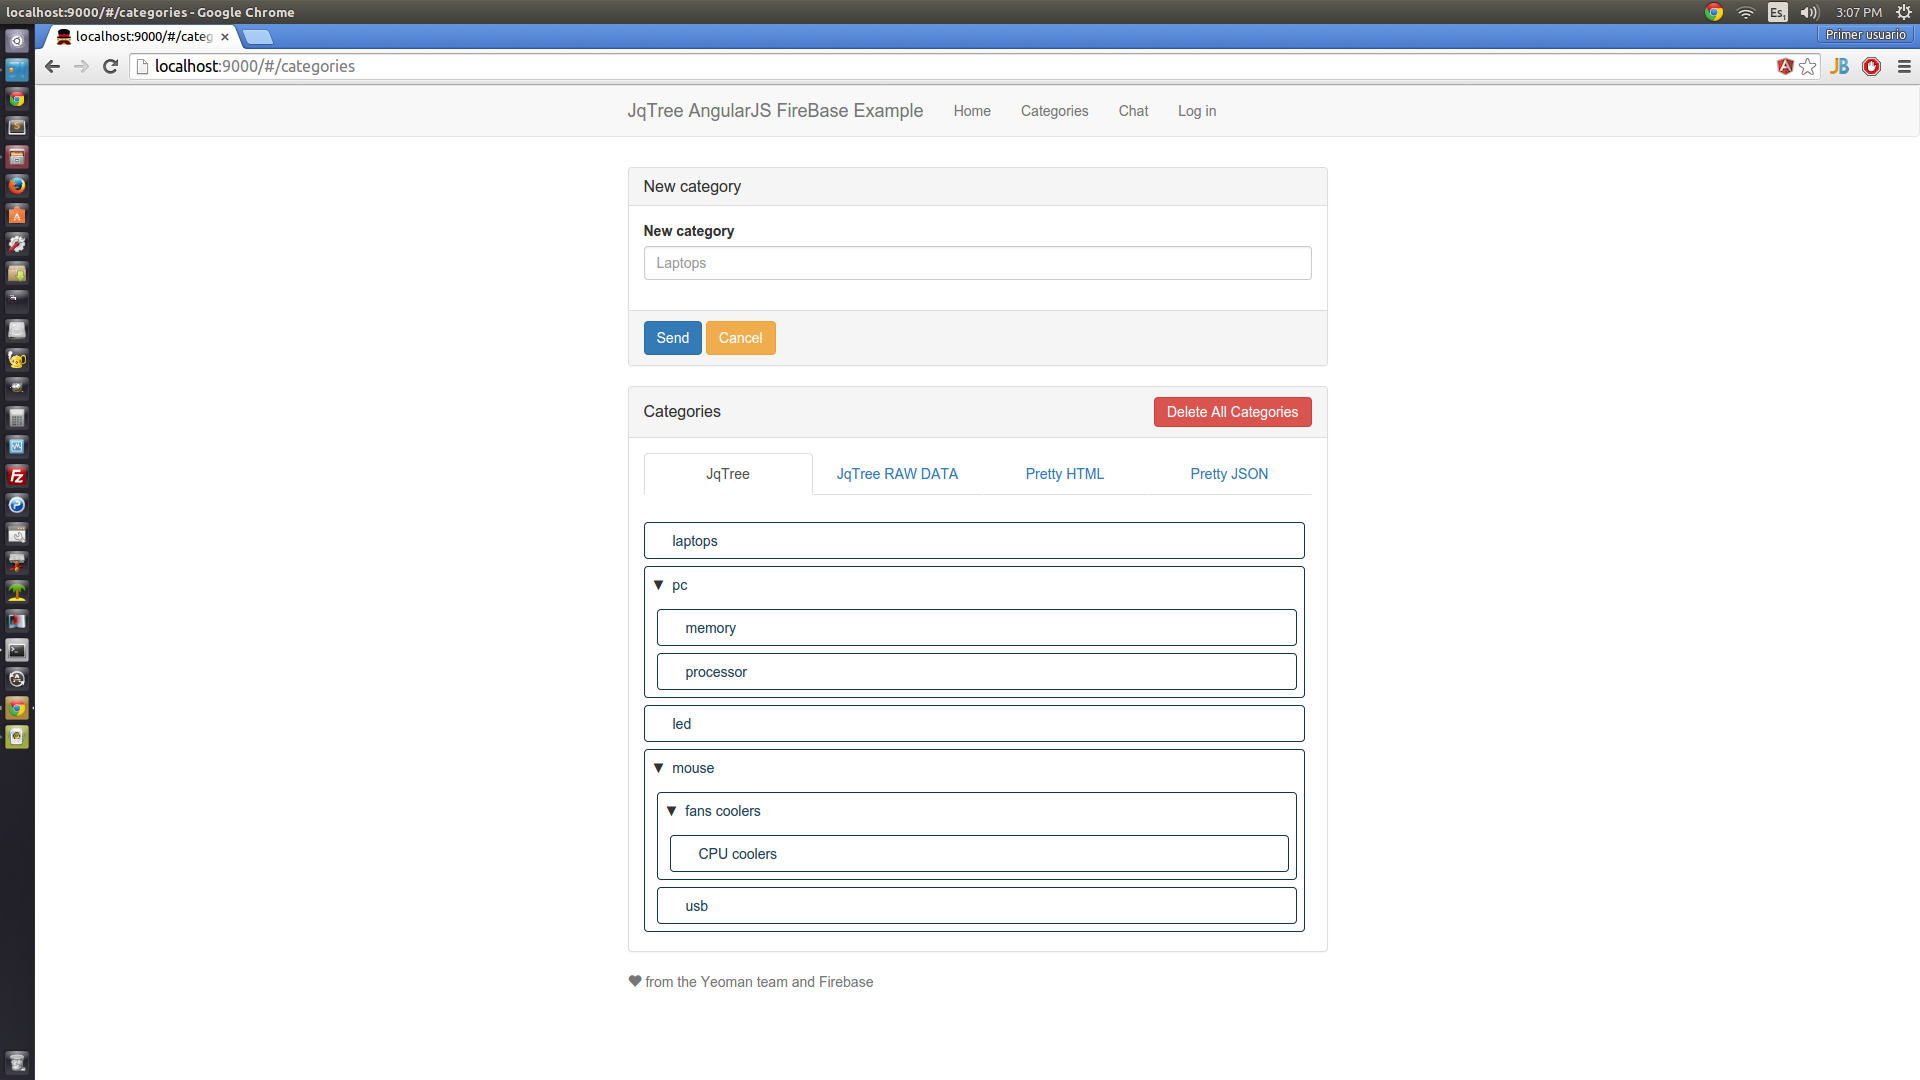 localhost:9000/#/categories - Google Chrome
Es1
3:07 PM
localhost:9000/#/categ
Primer usuario
localhost:9000/#/categories
JB
JqTree AngularJS FireBase Example
Home
Categories
Chat
Log in
New category
New category
Laptops
Send
Cancel
Categories
Delete All Categories
JqTree
JqTree RAW DATA
Pretty HTML
Pretty JSON
laptops
pc
memory
processor
led
mouse
fans coolers
CPU coolers
usb
from the Yeoman team and Firebase